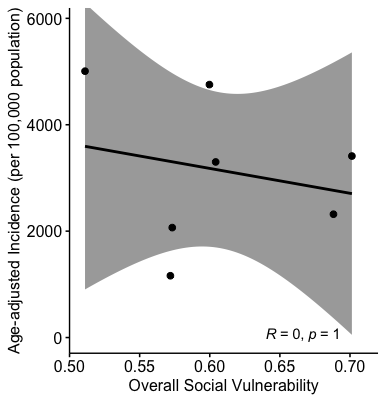 Age-adjusted Incidence (per 100,000 population)
6000
4000
2000
0
R = 0, p = 1
0.50 0.55 0.60 0.65 0.70
Overall Social Vulnerability